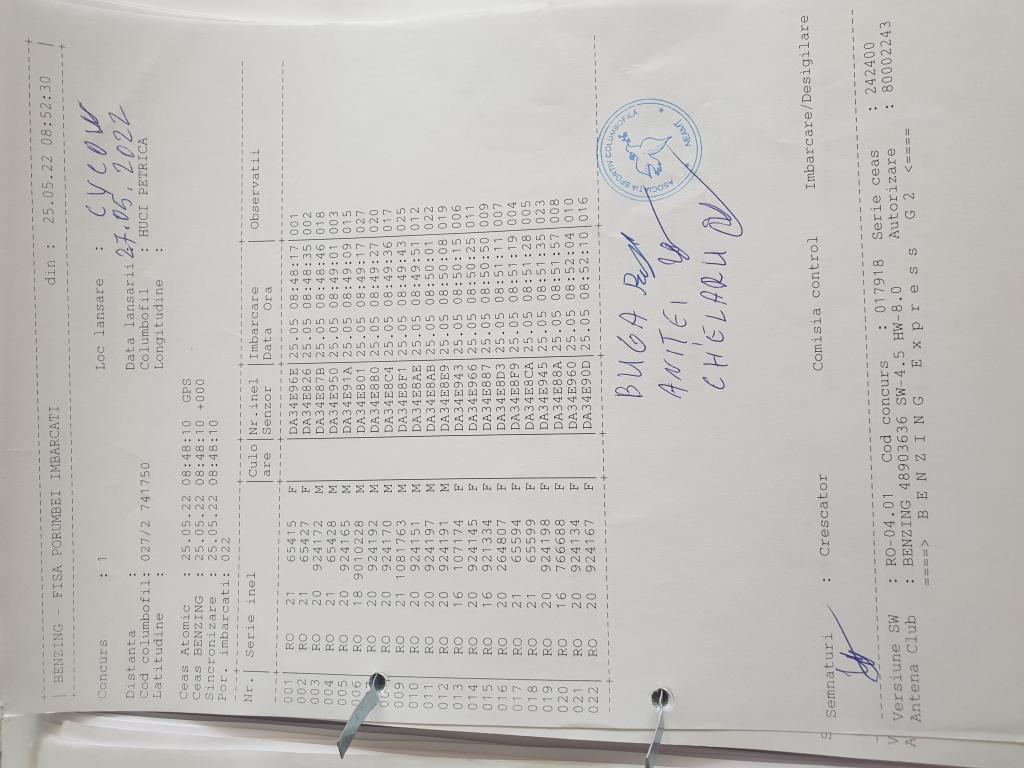 BENZING - FISA PORUMBEI IMBARCATI din : 25.05.22 08:52:30
Concurs : 1 Loc lansare :
Distanta : Data lansarii 27.05.2022
Cod columbofil: 027/2 741750 Columbofil : HUCI PETRICA
Latitudine : Longitudine :
Ceas Atomic : 25.05.22 08:48:10 GPS
Ceas BENZING : 25.05.22 08:48:10 +000
Sincronizare : 25.05.22 08:48:10
Por. imbarcati: 022
Nr.| Serie inel |Culo|Nr.inel |Imbarcare | Observatii
|are |Senzor |Data Ora |
001| RO 21 65415 F DA34E96E 25.05 08:48:17 001
002| RO 21 65427 F DA34E82E 25.05 08:48:36 002
003| RO 20 924172 M DA34E87B 25.05 08:48:46 018
004| RO 21 65428 M DA34E950 25.05 08:49:01 003
005| RO 20 924165 M DA34E91A 25.05 08:49:09 015
006| RO 18 9010228 M DA34E801 25.05 08:49:17 027
RO 20 924192 M DA34E880 25.05 08:49:27 020
RO 20 924170 M DA34E8C4 25.05 08:49:36 017
009| RO 21 1081763 M DA34E8F1 25.05 08:49:43 025
010| RO 20 924151 M DA34E8AE 25.05 08:49:51 012
011| RO 20 924197 M DA34E8AB 25.05 08:50:01 022
012| RO 20 924191 M DA34E8E9 25.05 08:50:08 019
013| RO 16 107174 F DA34E943 25.05 08:50:15 006
014| RO 20 924145 F DA34E966 25.05 08:50:25 011
015| RO 16 921334 F DA34E887 25.05 08:50:50 009
016| RO 20 264807 F DA34E8D3 25.05 08:51:11 007
017| RO 21 65594 F DA34E8F9 25.05 08:51:19 004
018| RO 21 65599 F DA34E8CA 25.05 08:51:28 005
019| RO 20 924198 F DA34E945 25.05 08:51:35 023
020| RO 16 766688 F DA34E88A 25.05 08:51:57 008
021| RO 20 924134 F DA34E960 25.05 08:52:04 010
022| RO 20 924167 F DA34E90D 25.05 08:52:10 016
BUGA
ANITEI
CHELARU
ASOCIATIA SPORTIV COLUMBOFILA
NEAMT
Semnaturi : Crescator Comisia control Imbarcare/Desigilare
Versiune SW : RO-04.01 Cod concurs : 017918 Serie ceas : 242400
Antena Club : BENZING 48903636 SW-4.5 HW-8.0 Autorizare : 80002243
====> B E N Z I N G E x p r e s s G 2 <====